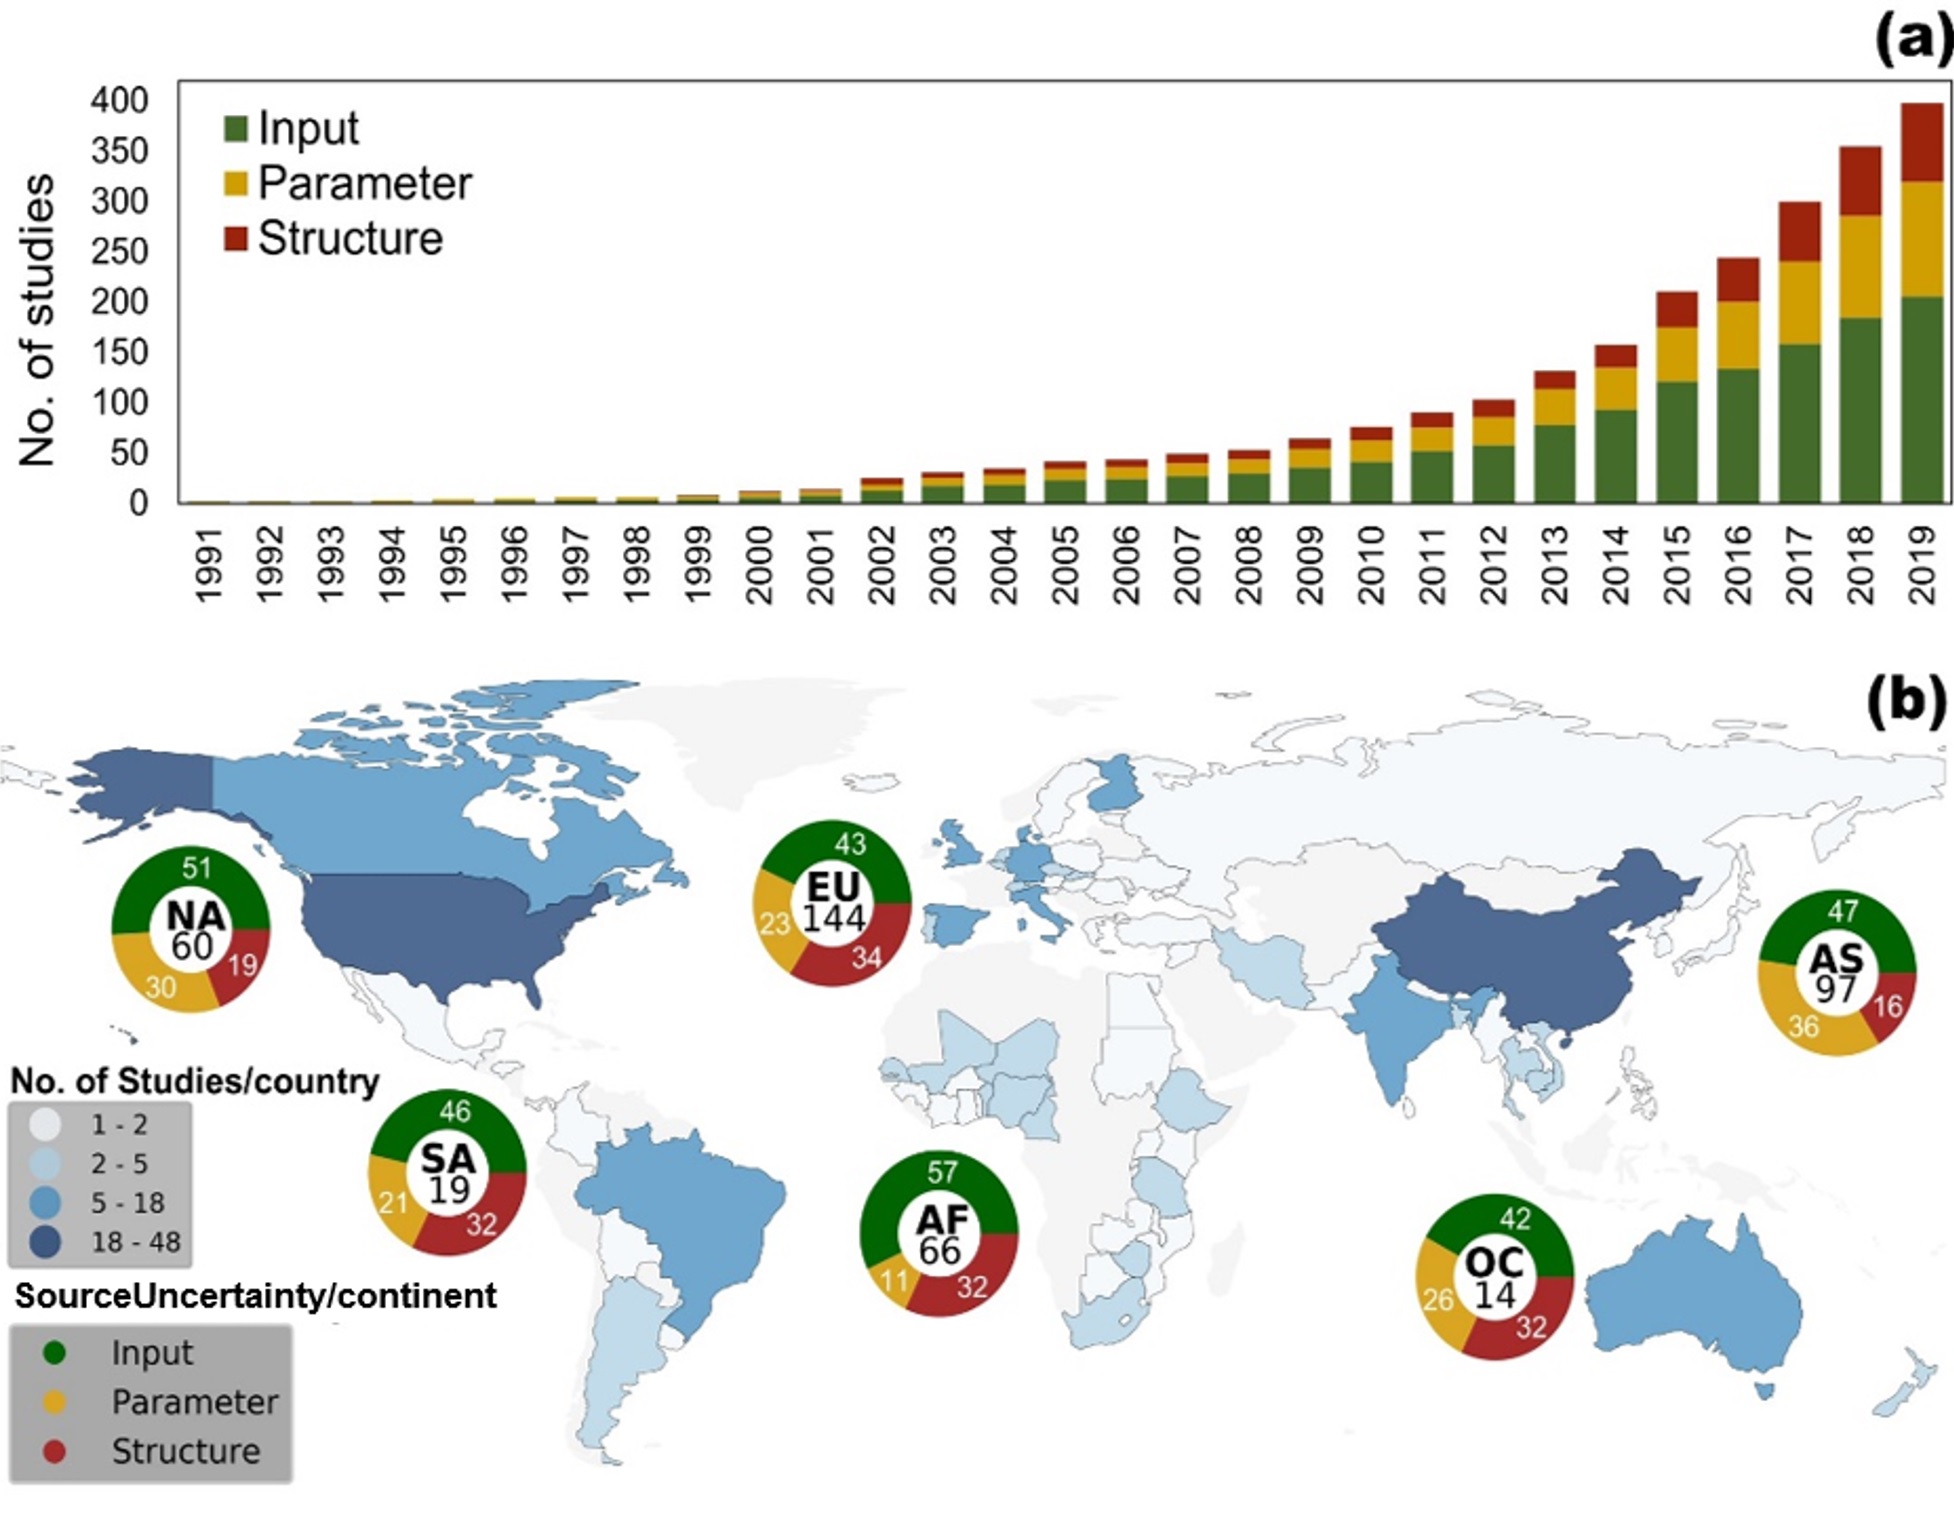 (a)
No. of studies
400
350
300
250
200
150
100
50
0
Input
Parameter
Structure
1991 1992 1993 1994 1995 1996 1997 1998 1999 2000 2001 2002 2003 2004 2005 2006 2007 2008 2009 2010 2011 2012 2013 2014 2015 2016 2017 2018 2019
(b)
51
NA
60
30
19
43
EU
144
23
34
47
AS
97
36
16
No. of Studies/country
1 - 2
2 - 5
5 - 18
18 - 48
46
SA
19
21
32
57
AF
66
11
32
42
OC
14
26
32
SourceUncertainty/continent
Input
Parameter
Structure